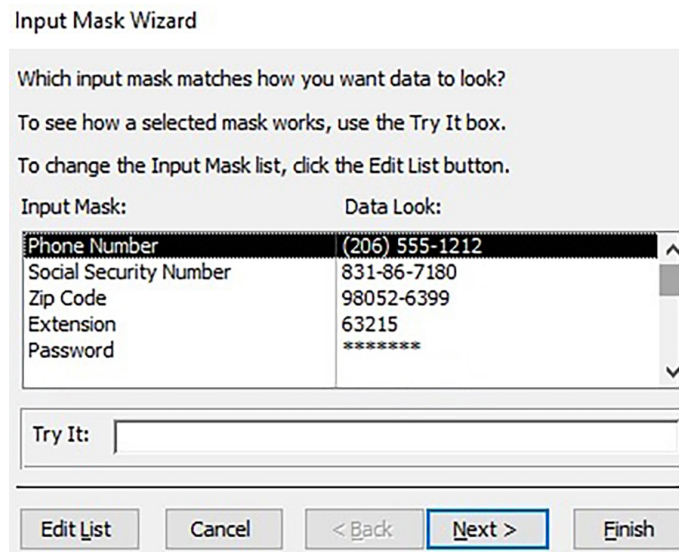 Input Mask Wizard
Which input mask matches how you want data to look?
To see how a selected mask works, use the Try It box.
To change the Input Mask list, click the Edit List button.
Input Mask: Data Look:
Phone Number (206) 555-1212
Social Security Number 831-86-7180
Zip Code 98052-6399
Extension 63215
Password *******
Try It:
Edit List Cancel < Back Next > Finish